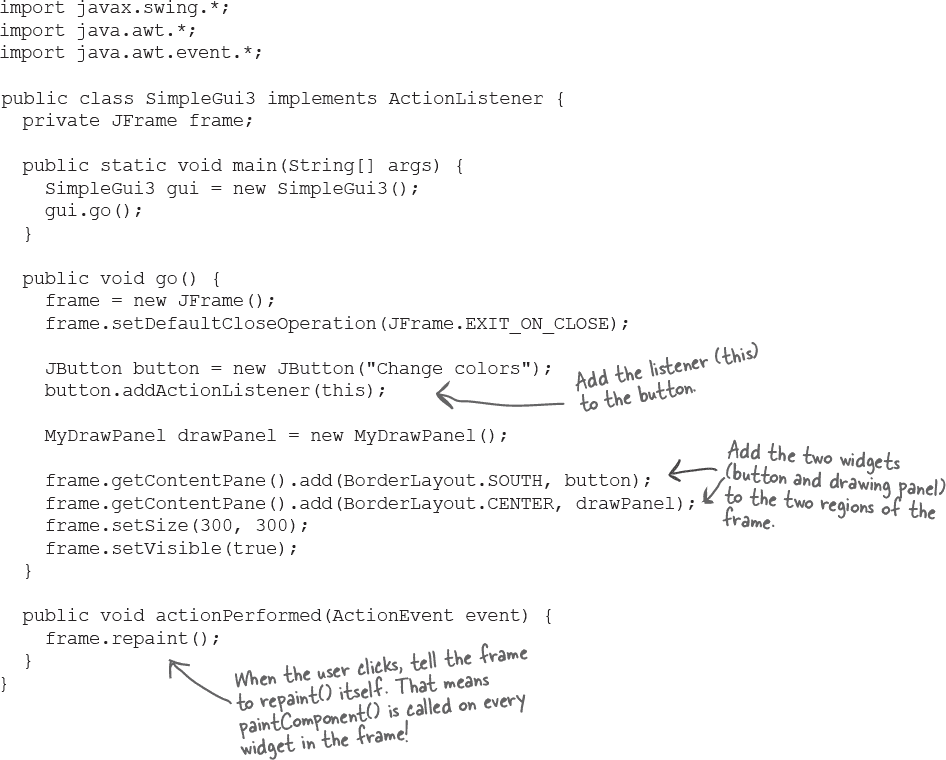 import javax.swing.*;
import java.awt.*;
import java.awt.event.*;

public class SimpleGui3 implements ActionListener {
  private JFrame frame;

  public static void main(String[] args) {
    SimpleGui3 gui = new SimpleGui3();
    gui.go();
  }

  public void go() {
    frame = new JFrame();
    frame.setDefaultCloseOperation(JFrame.EXIT_ON_CLOSE);

    JButton button = new JButton("Change colors");
    button.addActionListener(this);
Add the listener (this)
to the button.

    MyDrawPanel drawPanel = new MyDrawPanel();

    frame.getContentPane().add(BorderLayout.SOUTH, button);
    frame.getContentPane().add(BorderLayout.CENTER, drawPanel);
Add the two widgets
(button and drawing panel)
to the two regions of the
frame.
    frame.setSize(300, 300);
    frame.setVisible(true);
  }

  public void actionPerformed(ActionEvent event) {
    frame.repaint();
  }
}
When the user clicks, tell the frame
to repaint() itself. That means
paintComponent() is called on every
widget in the frame!